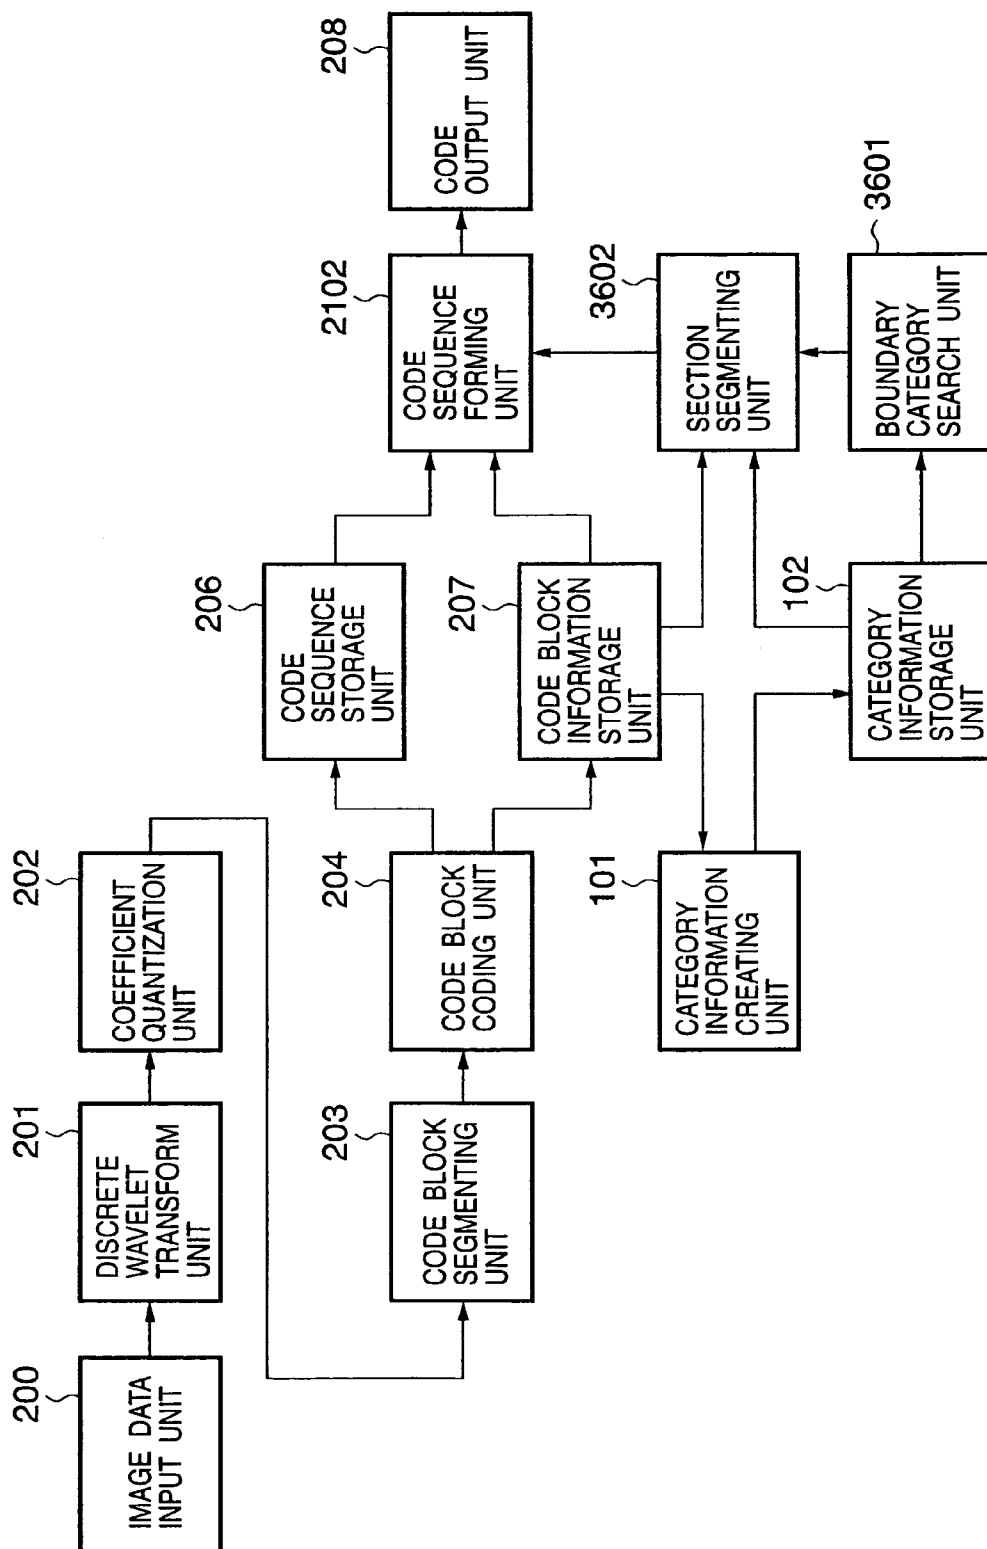 200
IMAGE DATA
INPUT UNIT
201
DISCRETE
WAVELET
TRANSFORM
UNIT
202
COEFFICIENT
QUANTIZATION
UNIT
203
CODE BLOCK
SEGMENTING
UNIT
204
CODE BLOCK
CODING UNIT
206
CODE
SEQUENCE
STORAGE
UNIT
207
CODE BLOCK
INFORMATION
STORAGE
UNIT
2102
CODE
SEQUENCE
FORMING
UNIT
208
CODE
OUTPUT UNIT
101
CATEGORY
INFORMATION
CREATING
UNIT
102
CATEGORY
INFORMATION
STORAGE
UNIT
3602
SECTION
SEGMENTING
UNIT
3601
BOUNDARY
CATEGORY
SEARCH UNIT